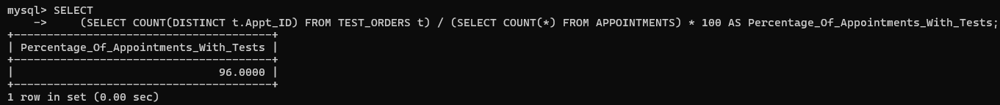 mysql> SELECT
    ->     (SELECT COUNT(DISTINCT t.Appt_ID) FROM TEST_ORDERS t) / (SELECT COUNT(*) FROM APPOINTMENTS) * 100 AS Percentage_Of_Appointments_With_Tests;
+---------------------------------------+
| Percentage_Of_Appointments_With_Tests |
+---------------------------------------+
|                               96.0000 |
+---------------------------------------+
1 row in set (0.00 sec)